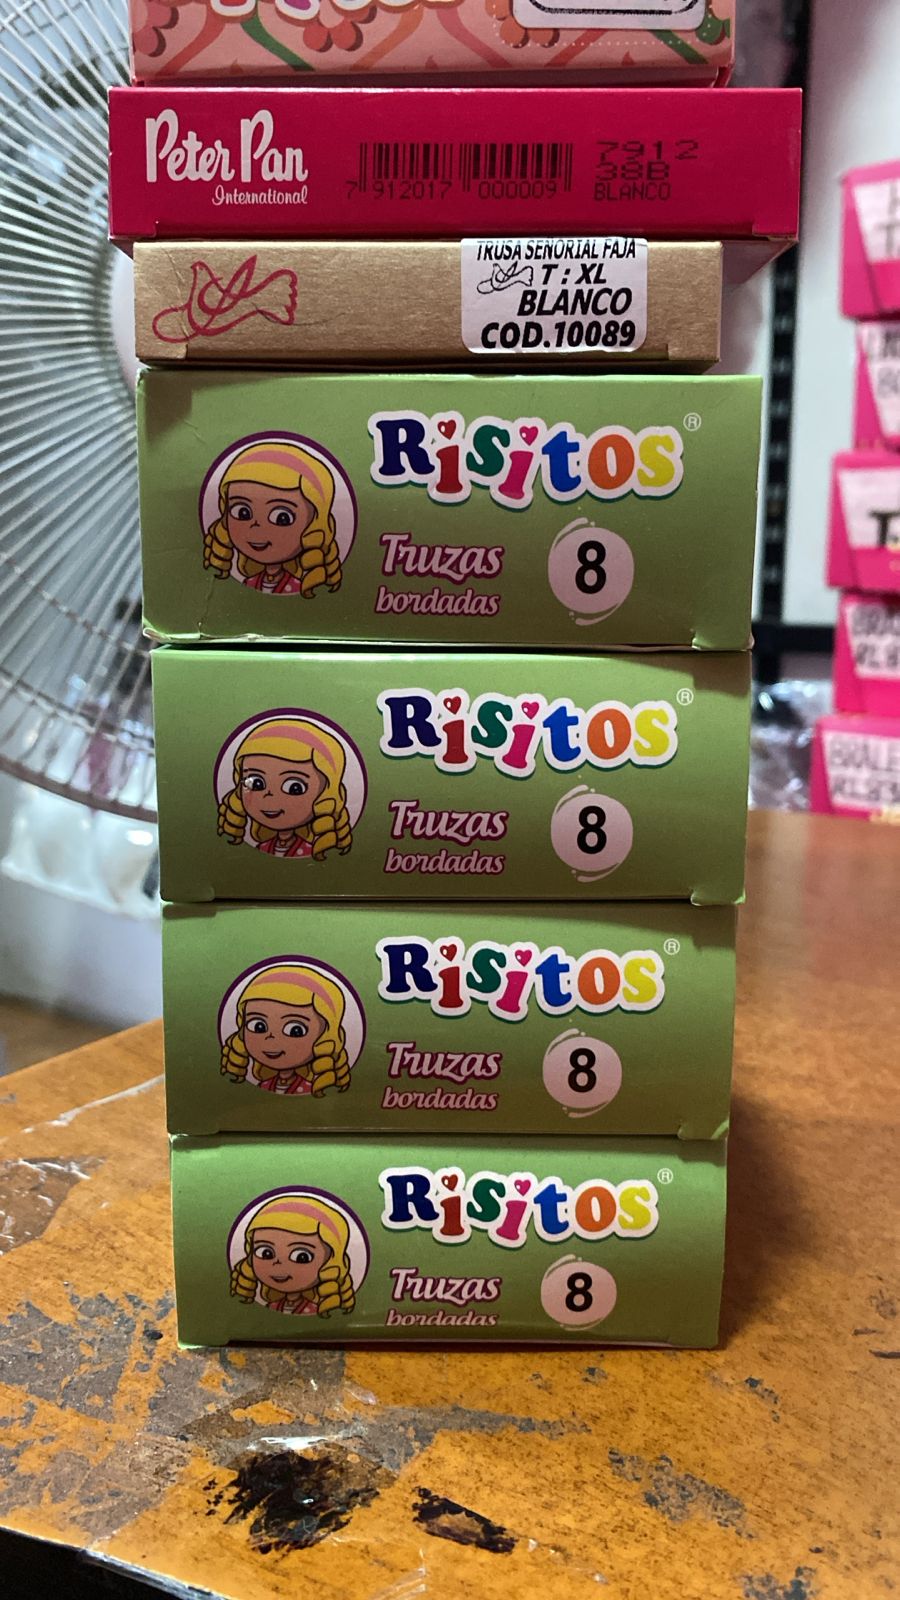 Peter Pan
International
7 912017 000009
7912
38B
BLANCO
TRUSA SEÑORIAL FAJA
T : XL
BLANCO
COD.10089
Risitos®
Truzas
bordadas
8
Risitos®
Truzas
bordadas
8
Risitos®
Truzas
bordadas
8
Risitos®
Truzas
bordadas
8